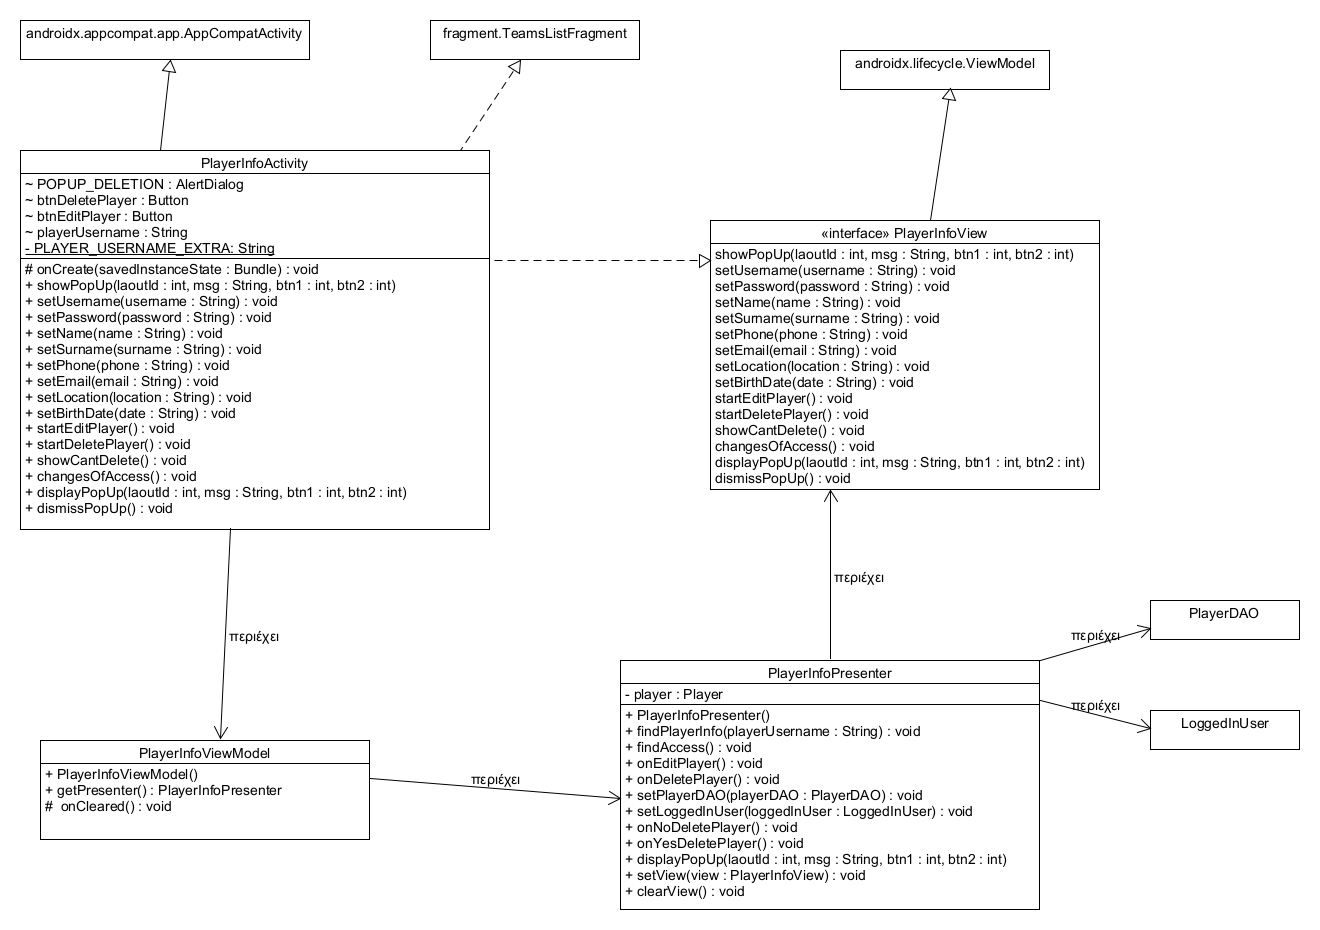 androidx.appcompat.app.AppCompatActivity
fragment.TeamsListFragment
androidx.lifecycle.ViewModel
PlayerInfoActivity
~ POPUP_DELETION : AlertDialog
~ btnDeletePlayer : Button
~ btnEditPlayer : Button
~ playerUsername : String
- PLAYER_USERNAME_EXTRA: String
# onCreate(savedInstanceState : Bundle) : void
+ showPopUp(laoutId : int, msg : String, btn1 : int, btn2 : int)
+ setUsername(username : String) : void
+ setPassword(password : String) : void
+ setName(name : String) : void
+ setSurname(surname : String) : void
+ setPhone(phone : String) : void
+ setEmail(email : String) : void
+ setLocation(location : String) : void
+ setBirthDate(date : String) : void
+ startEditPlayer() : void
+ startDeletePlayer() : void
+ showCantDelete() : void
+ changesOfAccess() : void
+ displayPopUp(laoutId : int, msg : String, btn1 : int, btn2 : int)
+ dismissPopUp() : void
«interface» PlayerInfoView
showPopUp(laoutId : int, msg : String, btn1 : int, btn2 : int)
setUsername(username : String) : void
setPassword(password : String) : void
setName(name : String) : void
setSurname(surname : String) : void
setPhone(phone : String) : void
setEmail(email : String) : void
setLocation(location : String) : void
setBirthDate(date : String) : void
startEditPlayer() : void
startDeletePlayer() : void
showCantDelete() : void
changesOfAccess() : void
displayPopUp(laoutId : int, msg : String, btn1 : int, btn2 : int)
dismissPopUp() : void
περιέχει
περιέχει
περιέχει
PlayerDAO
περιέχει
LoggedInUser
PlayerInfoViewModel
+ PlayerInfoViewModel()
+ getPresenter() : PlayerInfoPresenter
# onCleared() : void
περιέχει
PlayerInfoPresenter
- player : Player
+ PlayerInfoPresenter()
+ findPlayerInfo(playerUsername : String) : void
+ findAccess() : void
+ onEditPlayer() : void
+ onDeletePlayer() : void
+ setPlayerDAO(playerDAO : PlayerDAO) : void
+ setLoggedInUser(loggedInUser : LoggedInUser) : void
+ onNoDeletePlayer() : void
+ onYesDeletePlayer() : void
+ displayPopUp(laoutId : int, msg : String, btn1 : int, btn2 : int)
+ setView(view : PlayerInfoView) : void
+ clearView() : void